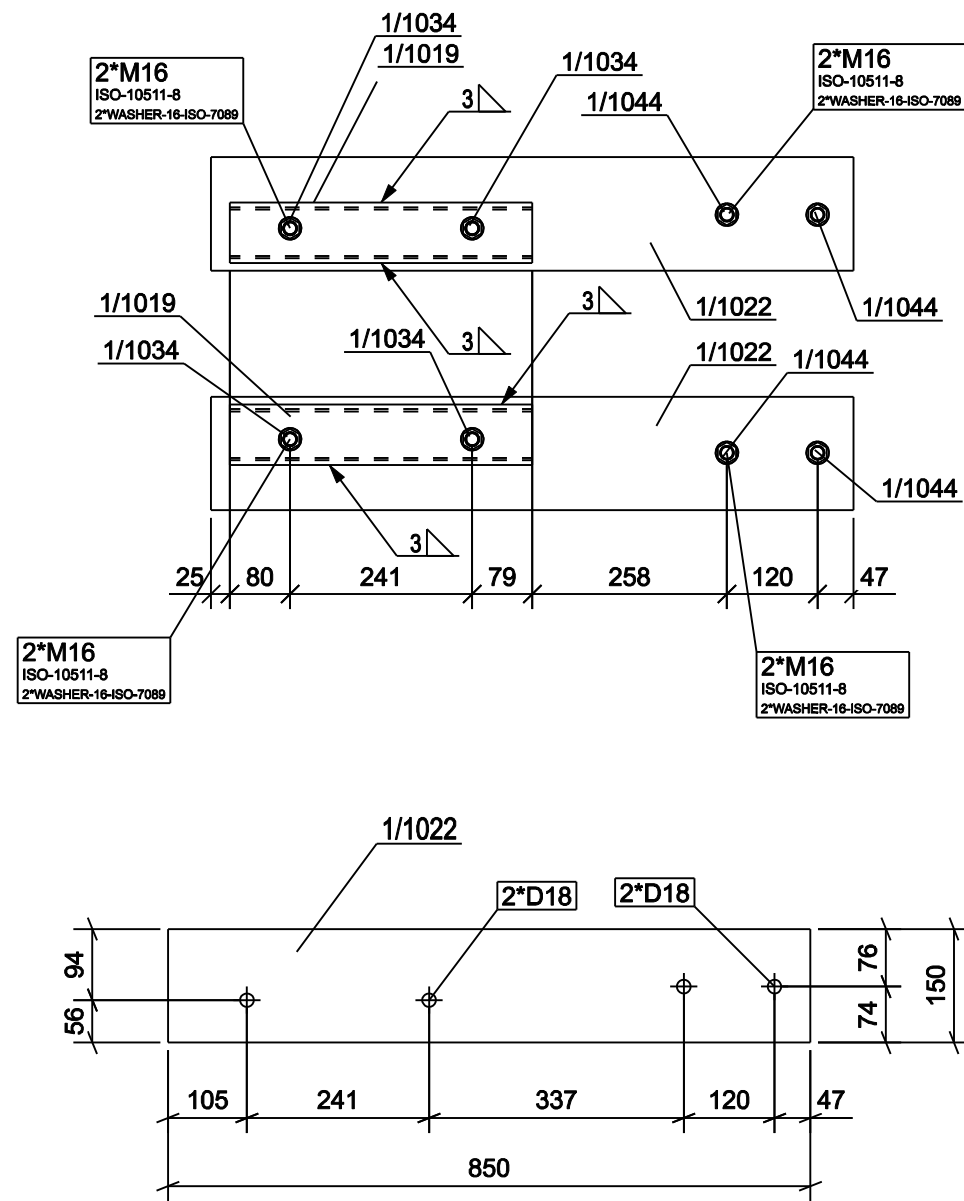 1/1034
1/1019
2*M16
ISO-10511-8
2*WASHER-16-ISO-7089
3
1/1034
1/1044
2*M16
ISO-10511-8
2*WASHER-16-ISO-7089
1/1019
1/1034
1/1034
3
3
1/1022
1/1044
1/1022
1/1044
1/1044
3
25
80
241
79
258
120
47
2*M16
ISO-10511-8
2*WASHER-16-ISO-7089
2*M16
ISO-10511-8
2*WASHER-16-ISO-7089
1/1022
2*D18
2*D18
94
56
76
74
150
105
241
337
120
47
850